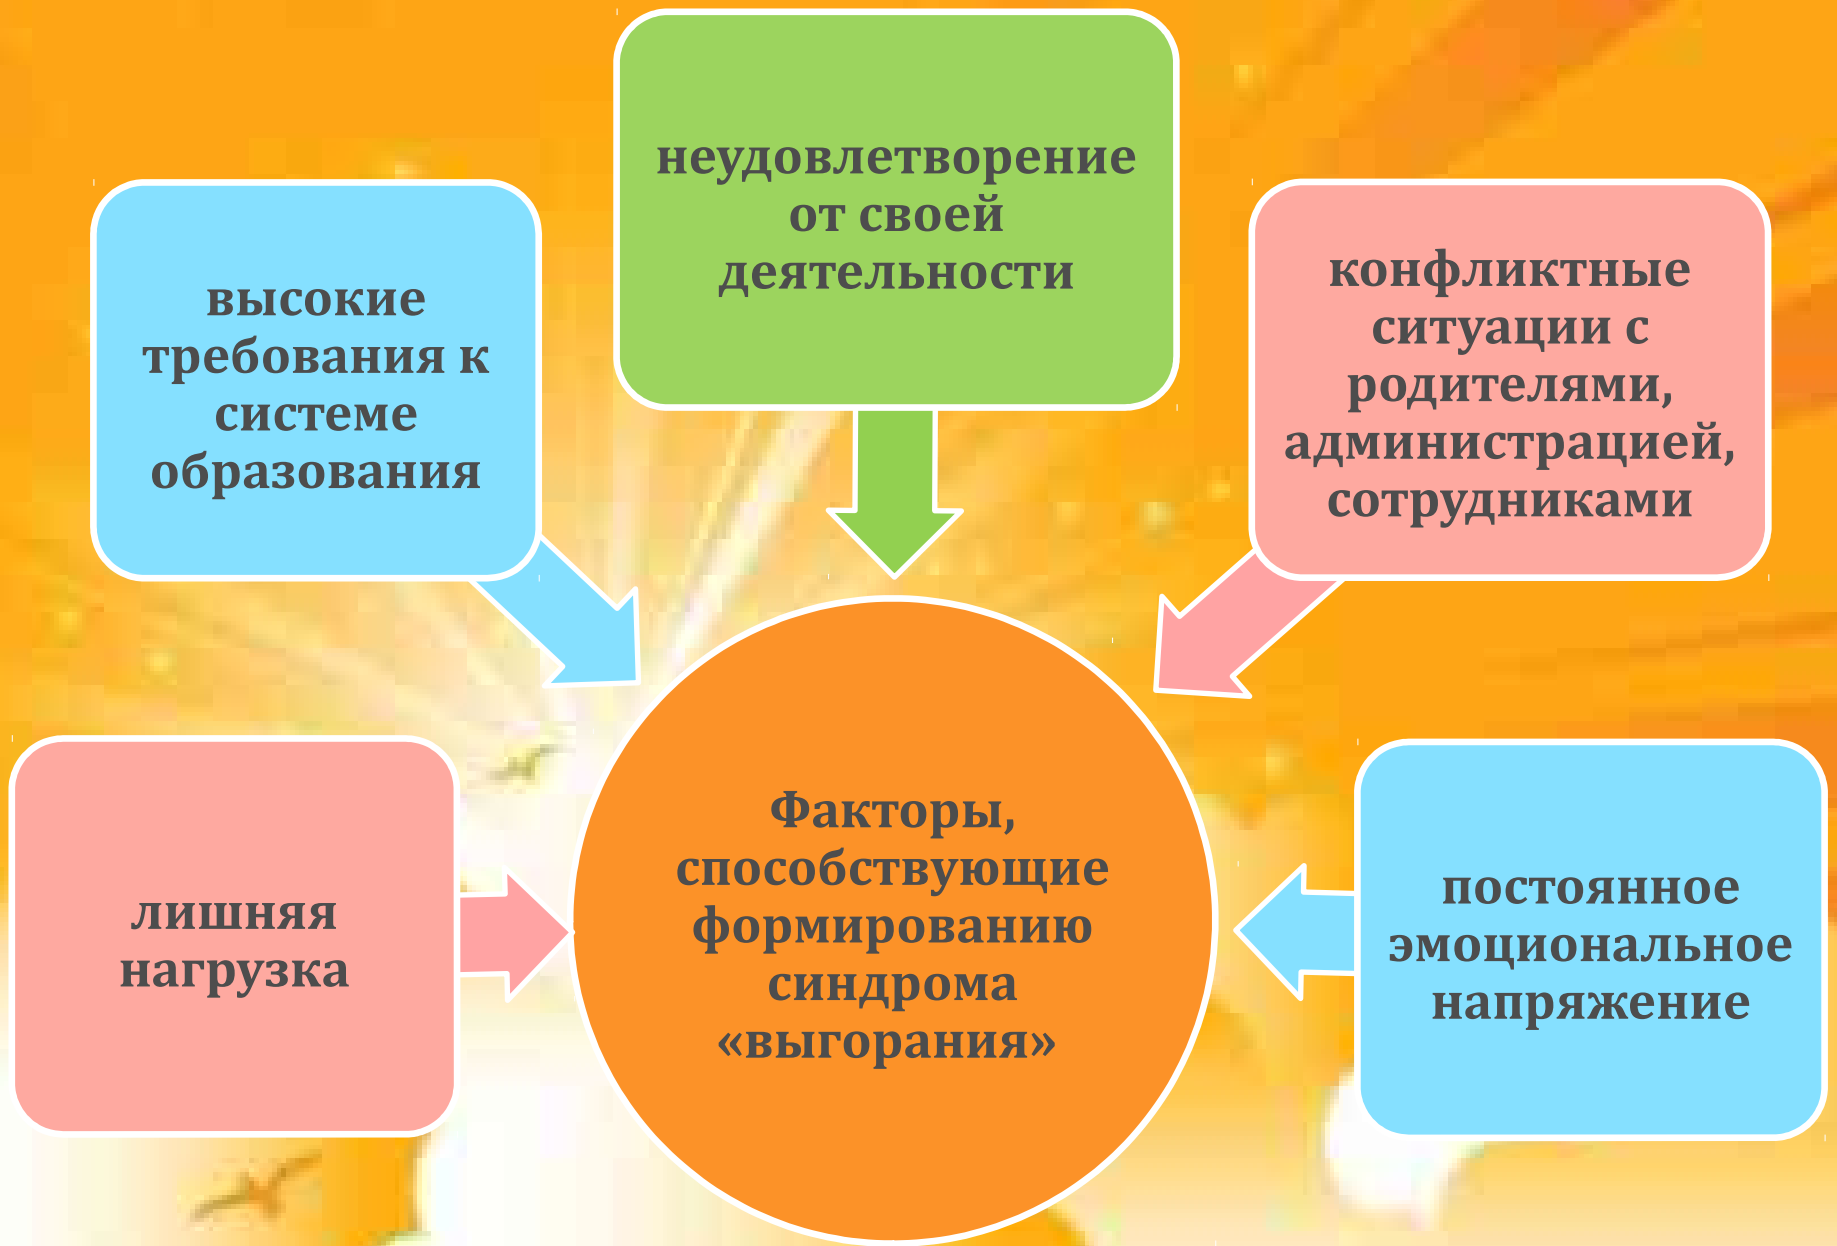 неудовлетворение
от своей
деятельности
высокие
требования к
системе
образования
конфликтные
ситуации с
родителями,
администрацией,
сотрудниками
лишняя
нагрузка
Факторы,
способствующие
формированию
синдрома
«выгорания»
постоянное
эмоциональное
напряжение